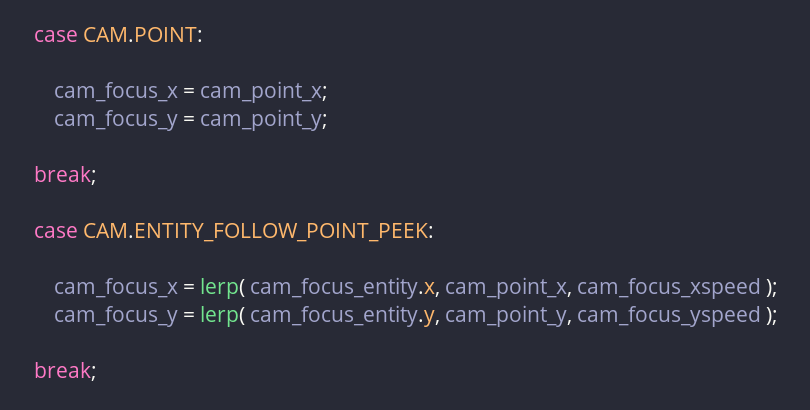 case CAM.POINT:
cam_focus_x = cam_point_x;
cam_focus_y = cam_point_y;
break;
case CAM.ENTITY_FOLLOW_POINT_PEEK:
cam_focus_x = lerp( cam_focus_entity.x, cam_point_x, cam_focus_xspeed );
cam_focus_y = lerp( cam_focus_entity.y, cam_point_y, cam_focus_yspeed );
break;